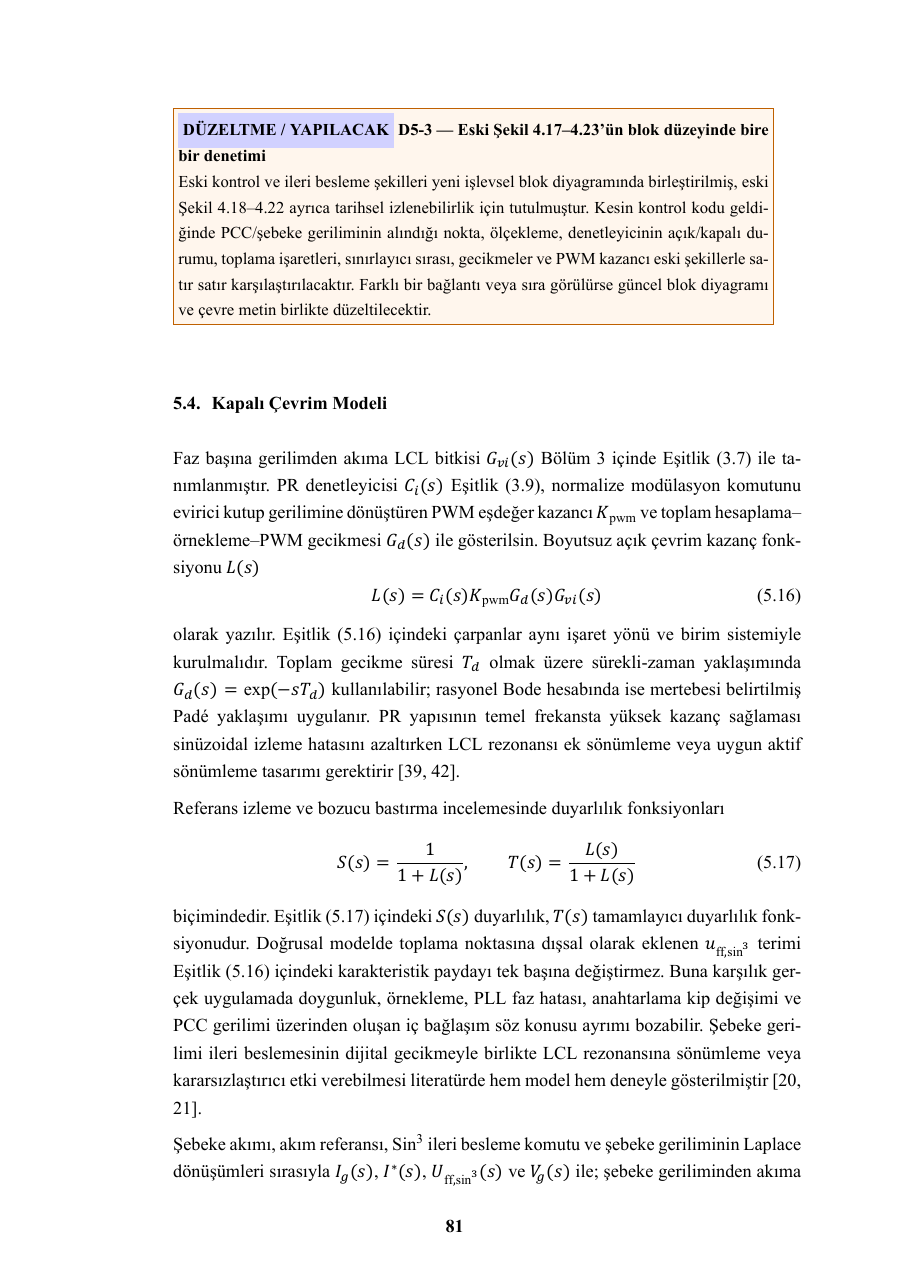 DÜZELTME / YAPILACAK D5-3 — Eski Şekil 4.17–4.23’ün blok düzeyinde bire
bir denetimi
Eski kontrol ve ileri besleme şekilleri yeni işlevsel blok diyagramında birleştirilmiş, eski
Şekil 4.18–4.22 ayrıca tarihsel izlenebilirlik için tutulmuştur. Kesin kontrol kodu geldi-
ğinde PCC/şebeke geriliminin alındığı nokta, ölçekleme, denetleyicinin açık/kapalı du-
rumu, toplama işaretleri, sınırlayıcı sırası, gecikmeler ve PWM kazancı eski şekillerle sa-
tır satır karşılaştırılacaktır. Farklı bir bağlantı veya sıra görülürse güncel blok diyagramı
ve çevre metin birlikte düzeltilecektir.
5.4. Kapalı Çevrim Modeli
Faz başına gerilimden akıma LCL bitkisi G_{vi}(s) Bölüm 3 içinde Eşitlik (3.7) ile ta-
nımlanmıştır. PR denetleyicisi C_i(s) Eşitlik (3.9), normalize modülasyon komutunu
evirici kutup gerilimine dönüştüren PWM eşdeğer kazancı K_{pwm} ve toplam hesaplama–
örnekleme–PWM gecikmesi G_d(s) ile gösterilsin. Boyutsuz açık çevrim kazanç fonk-
siyonu L(s)
L(s) = C_i(s)K_{pwm}G_d(s)G_{vi}(s) (5.16)
olarak yazılır. Eşitlik (5.16) içindeki çarpanlar aynı işaret yönü ve birim sistemiyle
kurulmalıdır. Toplam gecikme süresi T_d olmak üzere sürekli-zaman yaklaşımında
G_d(s) = exp(−sT_d) kullanılabilir; rasyonel Bode hesabında ise mertebesi belirtilmiş
Padé yaklaşımı uygulanır. PR yapısının temel frekansta yüksek kazanç sağlaması
sinüzoidal izleme hatasını azaltırken LCL rezonansı ek sönümleme veya uygun aktif
sönümleme tasarımı gerektirir [39, 42].
Referans izleme ve bozucu bastırma incelemesinde duyarlılık fonksiyonları
S(s) = \frac{1}{1 + L(s)}, T(s) = \frac{L(s)}{1 + L(s)} (5.17)
biçimindedir. Eşitlik (5.17) içindeki S(s) duyarlılık, T(s) tamamlayıcı duyarlılık fonk-
siyonudur. Doğrusal modelde toplama noktasına dışsal olarak eklenen u_{ff,sin³} terimi
Eşitlik (5.16) içindeki karakteristik paydayı tek başına değiştirmez. Buna karşılık ger-
çek uygulamada doygunluk, örnekleme, PLL faz hatası, anahtarlama kip değişimi ve
PCC gerilimi üzerinden oluşan iç bağlaşım söz konusu ayrımı bozabilir. Şebeke geri-
limi ileri beslemesinin dijital gecikmeyle birlikte LCL rezonansına sönümleme veya
kararsızlaştırıcı etki verebilmesi literatürde hem model hem deneyle gösterilmiştir [20,
21].
Şebeke akımı, akım referansı, Sin³ ileri besleme komutu ve şebeke geriliminin Laplace
dönüşümleri sırasıyla I_g(s), I*(s), U_{ff,sin³}(s) ve V_g(s) ile; şebeke geriliminden akıma
81